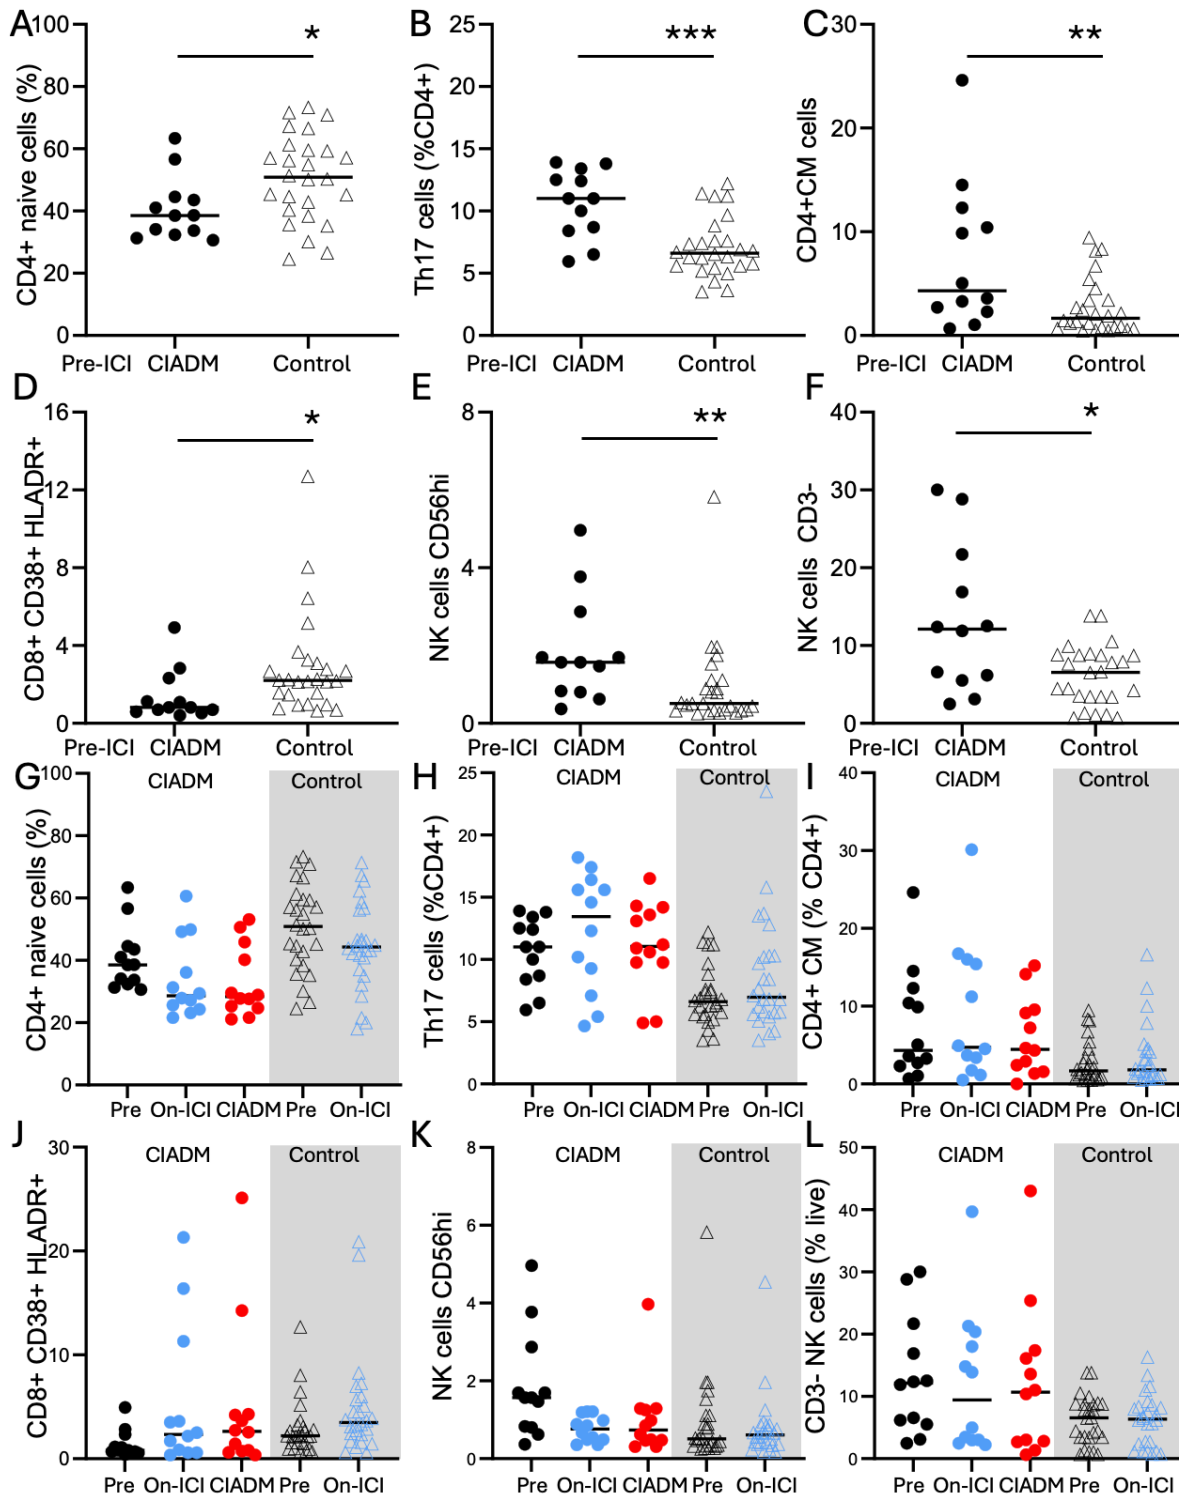 A
CD4+ naive cells (%)
100
80
60
40
20
0
*
Pre-ICI CIADM Control
B
Th17 cells (%CD4+)
25
20
15
10
5
0
***
Pre-ICI CIADM Control
C
CD4+CM cells
30
20
10
0
**
Pre-ICI CIADM Control
D
CD8+ CD38+ HLADR+
16
12
8
4
0
*
Pre-ICI CIADM Control
E
NK cells CD56hi
8
4
0
**
Pre-ICI CIADM Control
F
NK cells CD3-
40
30
20
10
0
*
Pre-ICI CIADM Control
G
CD4+ naive cells (%)
100
80
60
40
20
0
CIADM Control
Pre On-ICI CIADM Pre On-ICI
H
Th17 cells (%CD4+)
25
20
15
10
5
0
CIADM Control
Pre On-ICI CIADM Pre On-ICI
I
CD4+ CM (% CD4+)
40
30
20
10
0
CIADM Control
Pre On-ICI CIADM Pre On-ICI
J
CD8+ CD38+ HLADR+
30
20
10
0
CIADM Control
Pre On-ICI CIADM Pre On-ICI
K
NK cells CD56hi
8
6
4
2
0
CIADM Control
Pre On-ICI CIADM Pre On-ICI
L
CD3- NK cells (% live)
50
40
30
20
10
0
CIADM Control
Pre On-ICI CIADM Pre On-ICI